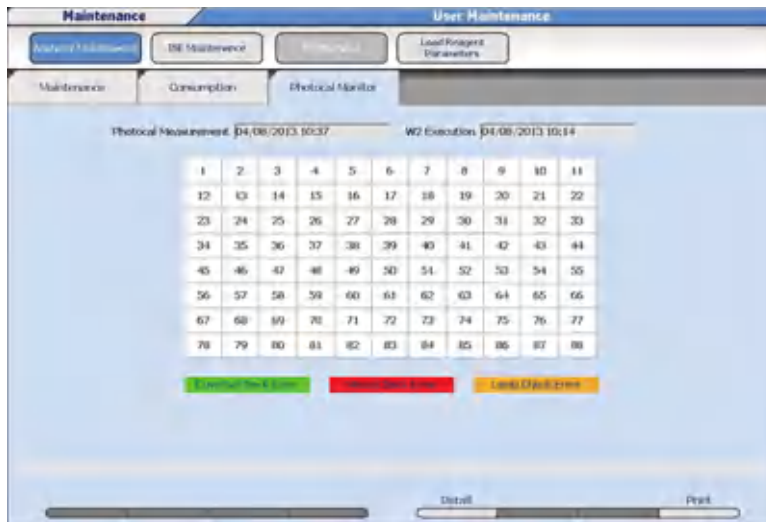 Maintenance
User Maintenance
ISE Maintenance
Load Reagent
Parameters
Maintenance
Consumption
Photocal Monitor
Photocal Measurement 04/08/2013 10:37 W2 Execution 04/08/2013 10:14
1 2 3 4 5 6 7 8 9 10 11
12 13 14 15 16 17 18 19 20 21 22
23 24 25 26 27 28 29 30 31 32 33
34 35 36 37 38 39 40 41 42 43 44
45 46 47 48 49 50 51 52 53 54 55
56 57 58 59 60 61 62 63 64 65 66
67 68 69 70 71 72 73 74 75 76 77
78 79 80 81 82 83 84 85 86 87 88
Lamp Check Error
Detail
Print